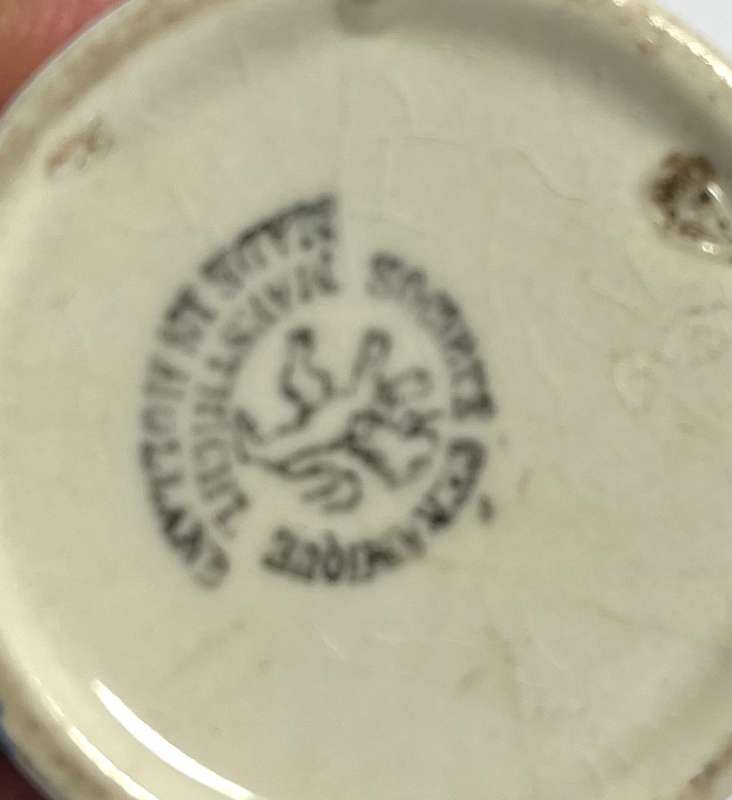 SOCIETE CERAMIQUE
MAESTRICHT
MADE IN HOLLAND